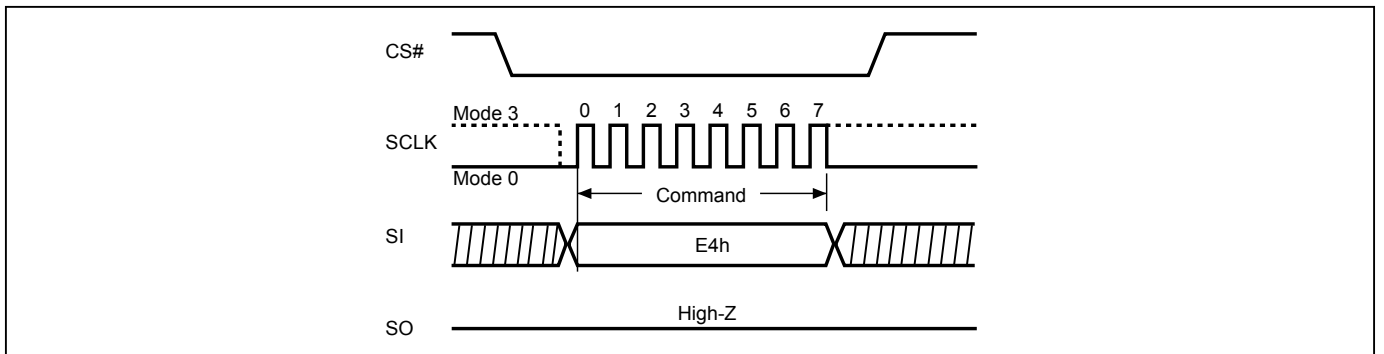 CS#
Mode 3
0 1 2 3 4 5 6 7
SCLK
Mode 0
Command
SI
E4h
High-Z
SO